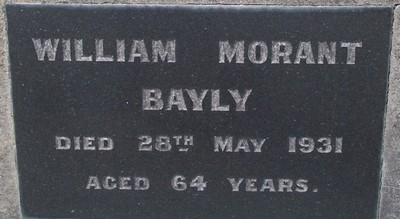 WILLIAM MORANT
BAYLY
DIED 28TH MAY 1931
AGED 64 YEARS.